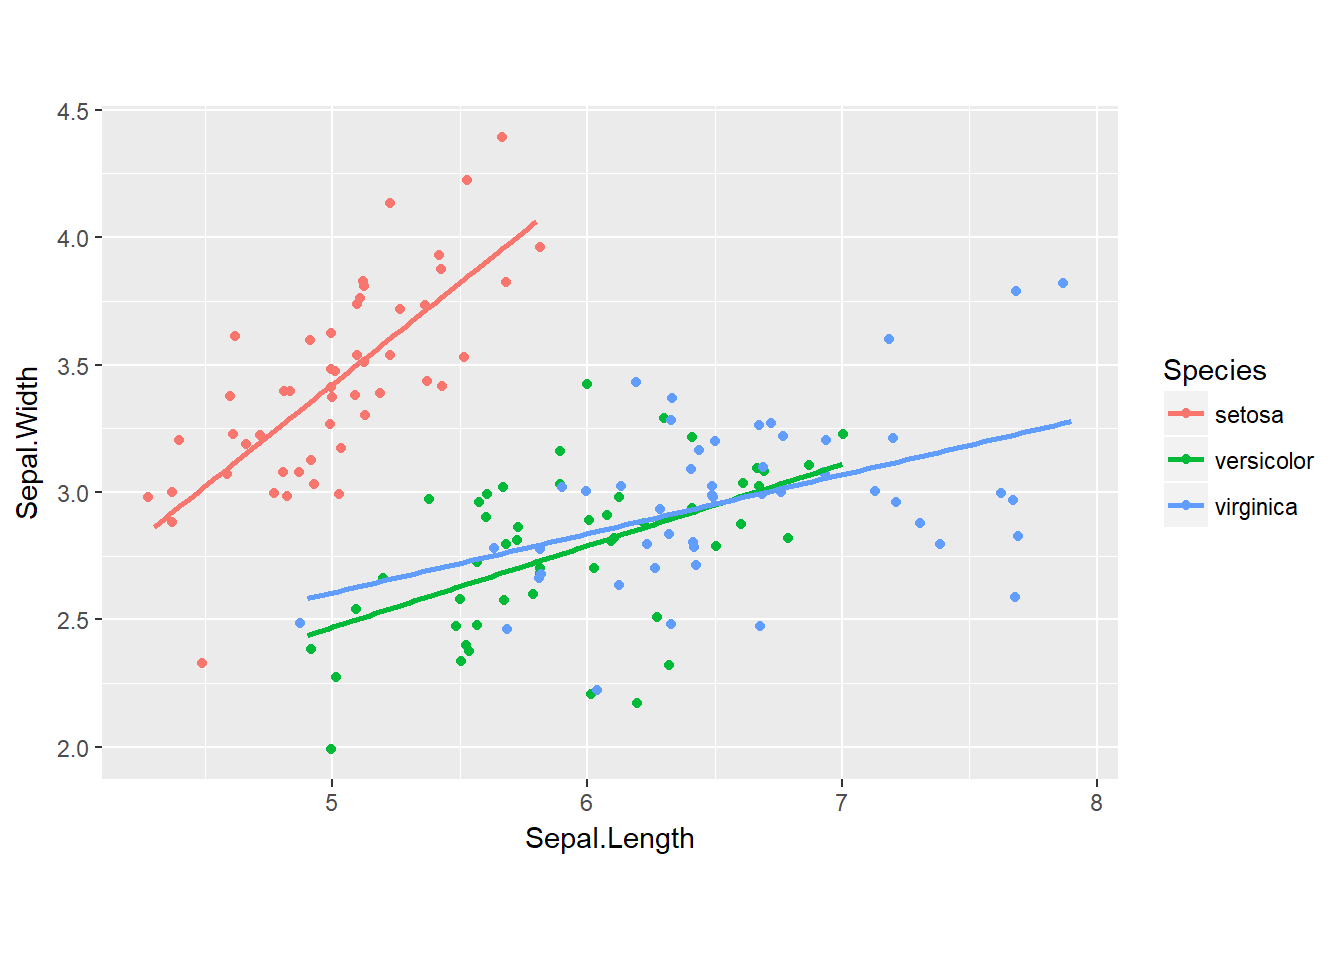 4.5
4.0
3.5
3.0
2.5
2.0
Sepal.Width
5 6 7 8
Sepal.Length
Species
setosa
versicolor
virginica